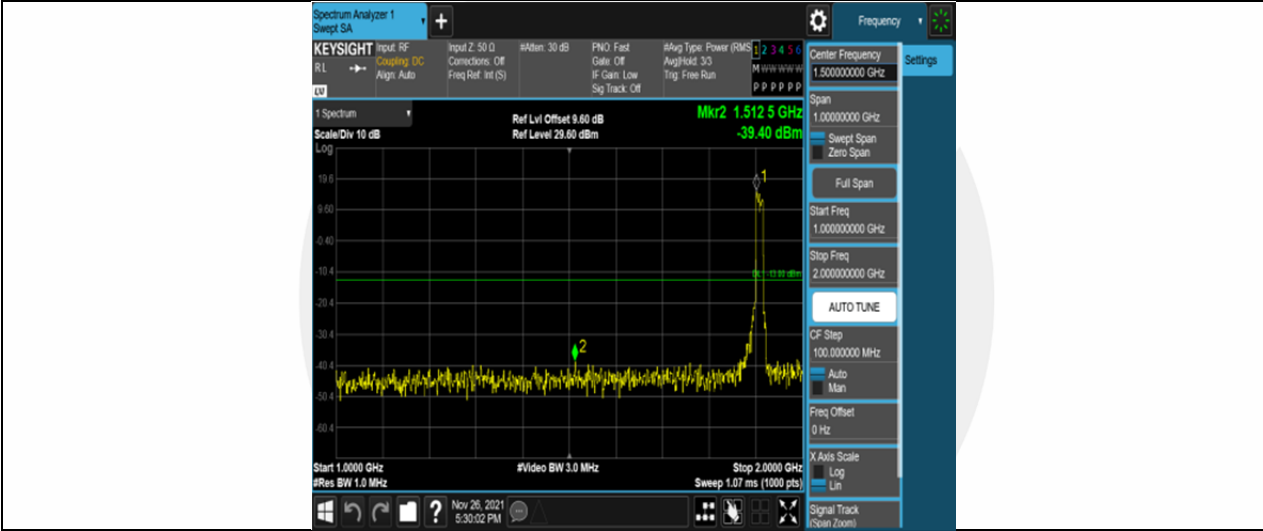 Spectrum Analyzer 1
Swept SA
+
Frequency
KEYSIGHT
RL
Input: RF
Coupling: DC
Align: Auto
Input Z: 50 Ω
Corrections: Off
Freq Ref: Int (S)
#Atten: 30 dB
PNO: Fast
Gate: Off
IF Gain: Low
Sig Track: Off
#Avg Type: Power (RMS
Avg|Hold: 3/3
Trig: Free Run
1 2 3 4 5 6
M W W W W W
P P P P P P
1 Spectrum
Scale/Div 10 dB
Log
Ref Lvl Offset 9.60 dB
Ref Level 29.60 dBm
Mkr2 1.512 5 GHz
-39.40 dBm
19.6
9.60
-0.40
-10.4
-20.4
-30.4
-40.4
-50.4
-60.4
1
DL1 -13.00 dBm
2
Start 1.0000 GHz
#Res BW 1.0 MHz
#Video BW 3.0 MHz
Stop 2.0000 GHz
Sweep 1.07 ms (1000 pts)
Center Frequency
1.500000000 GHz
Settings
Span
1.00000000 GHz
Swept Span
Zero Span
Full Span
Start Freq
1.000000000 GHz
Stop Freq
2.000000000 GHz
AUTO TUNE
CF Step
100.000000 MHz
Auto
Man
Freq Offset
0 Hz
X Axis Scale
Log
Lin
Signal Track
(Span Zoom)
?
Nov 26, 2021
5:30:02 PM